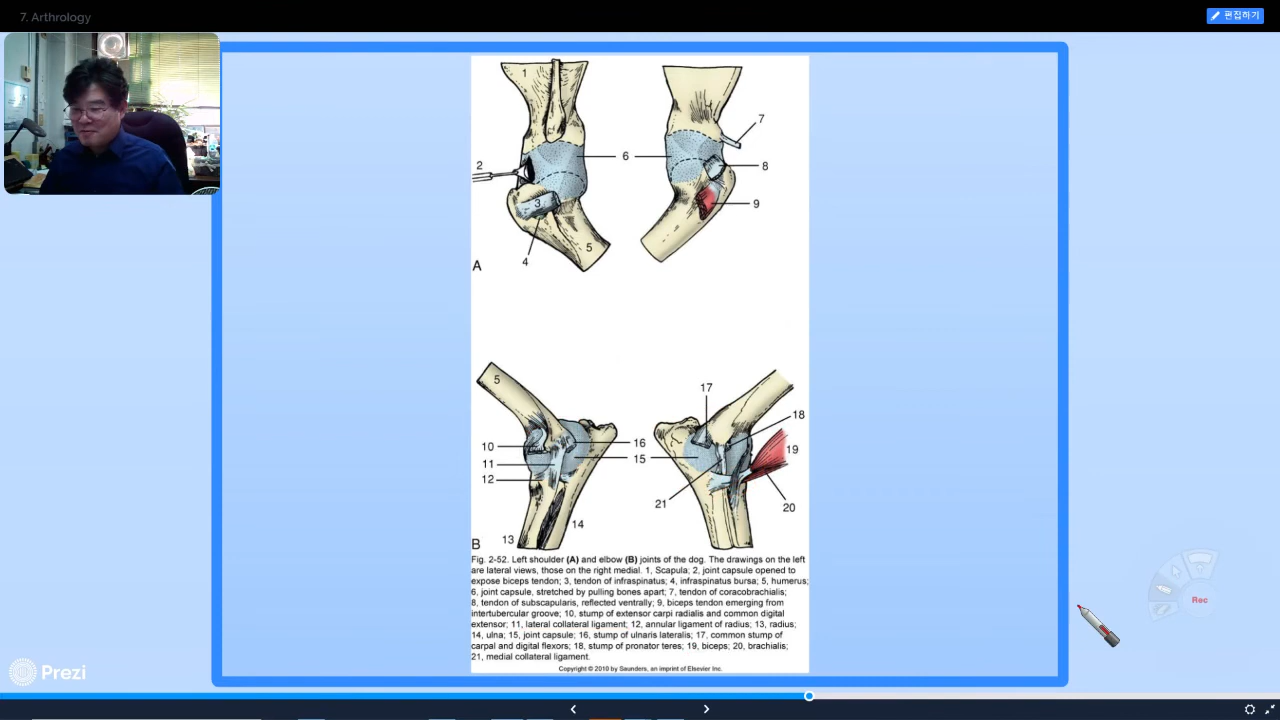 7. Arthrology
편집하기
1
7
2
6
8
3
9
5
4
A
5
17
18
10
16
19
11
15
12
21
20
14
13
B
Fig. 2-52. Left shoulder (A) and elbow (B) joints of the dog. The drawings on the left
are lateral views, those on the right medial. 1, Scapula; 2, joint capsule opened to
expose biceps tendon; 3, tendon of infraspinatus; 4, infraspinatus bursa; 5, humerus;
6, joint capsule, stretched by pulling bones apart; 7, tendon of coracobrachialis;
8, tendon of subscapularis, reflected ventrally; 9, biceps tendon emerging from
intertubercular groove; 10, stump of extensor carpi radialis and common digital
extensor; 11, lateral collateral ligament; 12, annular ligament of radius; 13, radius;
14, ulna; 15, joint capsule; 16, stump of ulnaris lateralis; 17, common stump of
carpal and digital flexors; 18, stump of pronator teres; 19, biceps; 20, brachialis;
21, medial collateral ligament.
Copyright © 2010 by Saunders, an imprint of Elsevier Inc.
Rec
Prezi